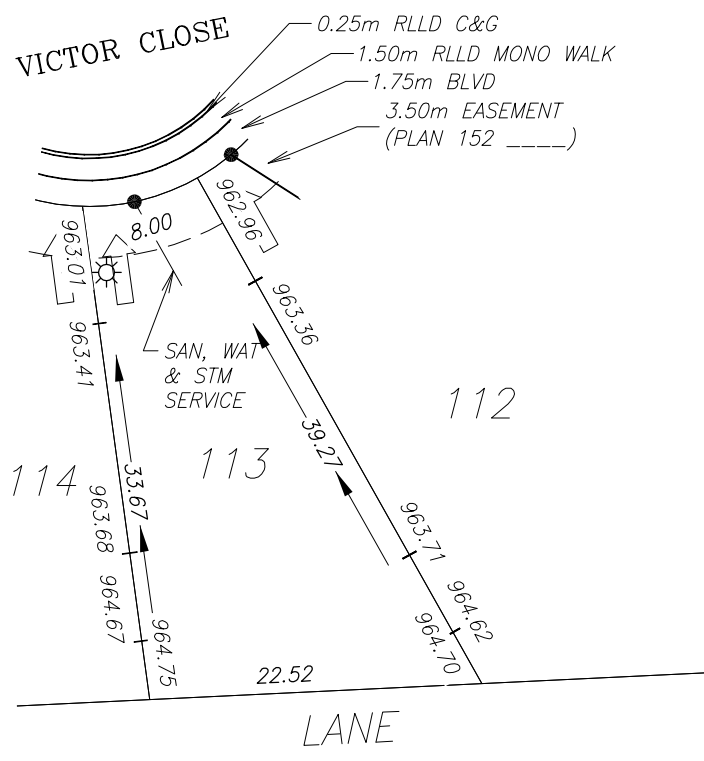 VICTOR CLOSE
0.25m RLLD C&G
1.50m RLLD MONO WALK
1.75m BLVD
3.50m EASEMENT
(PLAN 152 ____)
962.96
8.00
963.01
963.36
963.41
SAN, WAT
& STM
SERVICE
112
39.27
113
114
33.67
963.68
963.71
964.67
964.62
964.75
964.70
22.52
LANE